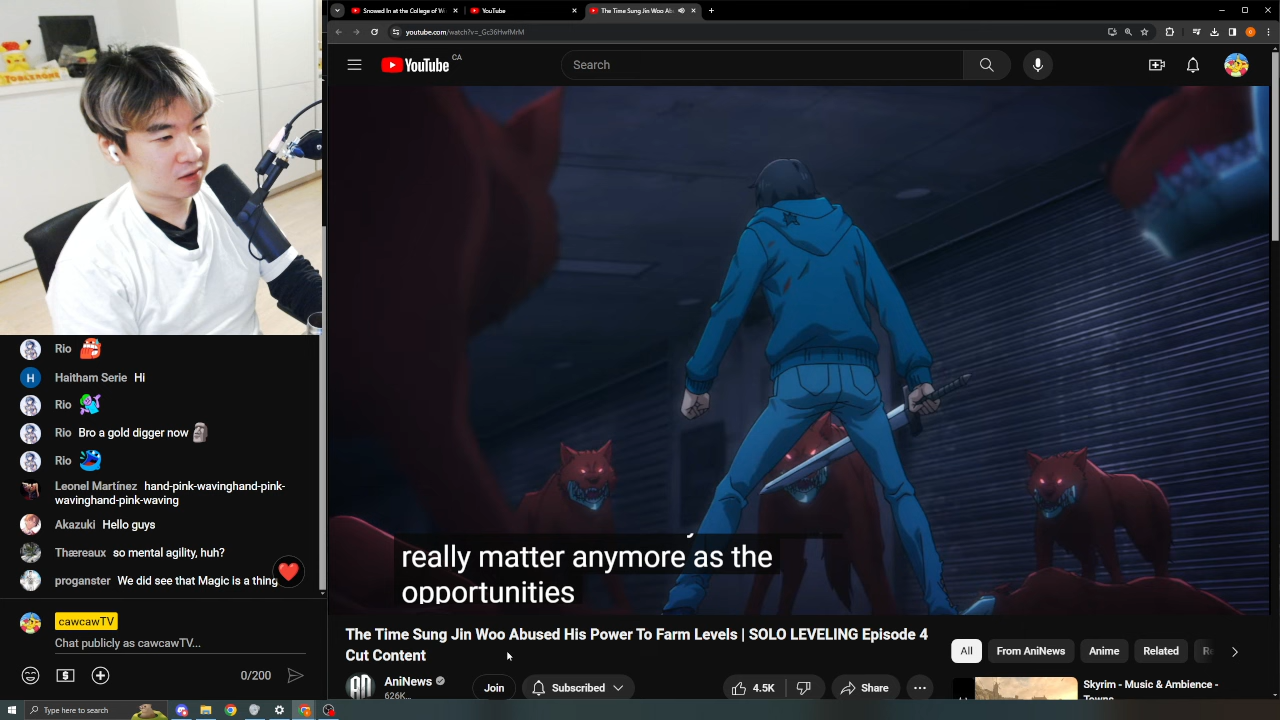 Snowed In at the College of W
YouTube
The Time Sung Jin Woo Ab
youtube.com/watch?v=_Gc36HwfMrM
YouTube CA
Search
TOBLERONE
Rio
Haitham Serie Hi
Rio
Rio Bro a gold digger now
Rio
Leonel Martínez hand-pink-wavinghand-pink-
wavinghand-pink-waving
Akazuki Hello guys
Thæreaux so mental agility, huh?
proganster We did see that Magic is a thing
cawcawTV
Chat publicly as cawcawTV...
0/200
really matter anymore as the
opportunities
The Time Sung Jin Woo Abused His Power To Farm Levels | SOLO LEVELING Episode 4
Cut Content
AniNews
626K
Join
Subscribed
4.5K
Share
All
From AniNews
Anime
Related
Skyrim - Music & Ambience -
Towns
Type here to search